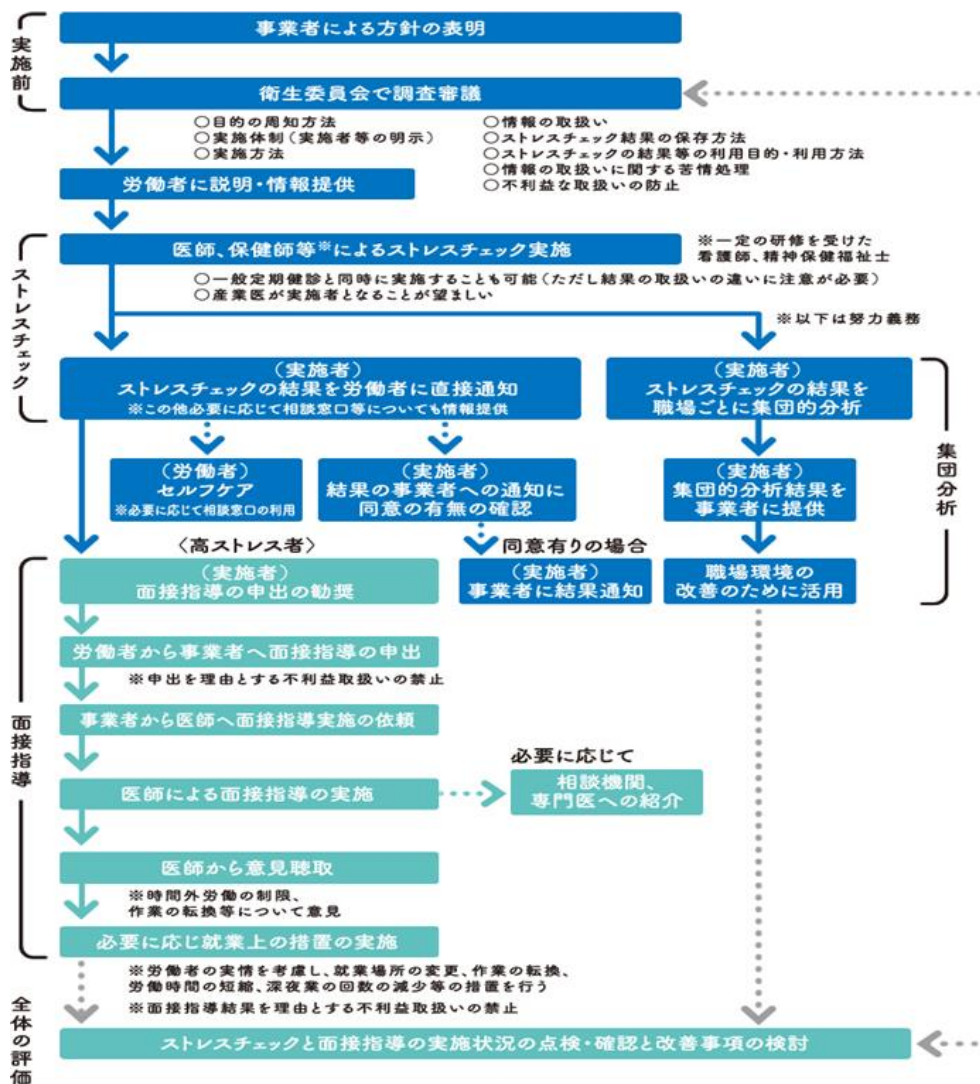 実施前
事業者による方針の表明
衛生委員会で調査審議
○目的の周知方法
○実施体制(実施者等の明示)
○実施方法
○情報の取扱い
○ストレスチェック結果の保存方法
○ストレスチェックの結果等の利用目的・利用方法
○情報の取扱いに関する苦情処理
○不利益な取扱いの防止
労働者に説明・情報提供
ストレスチェック
医師、保健師等※によるストレスチェック実施
※一定の研修を受けた
看護師、精神保健福祉士
○一般定期健診と同時に実施することも可能(ただし結果の取扱いの違いに注意が必要)
○産業医が実施者となることが望ましい
※以下は努力義務
(実施者)
ストレスチェックの結果を労働者に直接通知
※この他必要に応じて相談窓口等についても情報提供
(実施者)
ストレスチェックの結果を
職場ごとに集団的分析
集団分析
(労働者)
セルフケア
※必要に応じて相談窓口の利用
(実施者)
結果の事業者への通知に
同意の有無の確認
(実施者)
集団的分析結果を
事業者に提供
〈高ストレス者〉
同意有りの場合
面接指導
(実施者)
面接指導の申出の勧奨
(実施者)
事業者に結果通知
職場環境の
改善のために活用
労働者から事業者へ面接指導の申出
※申出を理由とする不利益取扱いの禁止
事業者から医師へ面接指導実施の依頼
医師による面接指導の実施
必要に応じて
相談機関、
専門医への紹介
医師から意見聴取
※時間外労働の制限、
作業の転換等について意見
必要に応じ就業上の措置の実施
※労働者の実情を考慮し、就業場所の変更、作業の転換、
労働時間の短縮、深夜業の回数の減少等の措置を行う
※面接指導結果を理由とする不利益取扱いの禁止
全体の評価
ストレスチェックと面接指導の実施状況の点検・確認と改善事項の検討